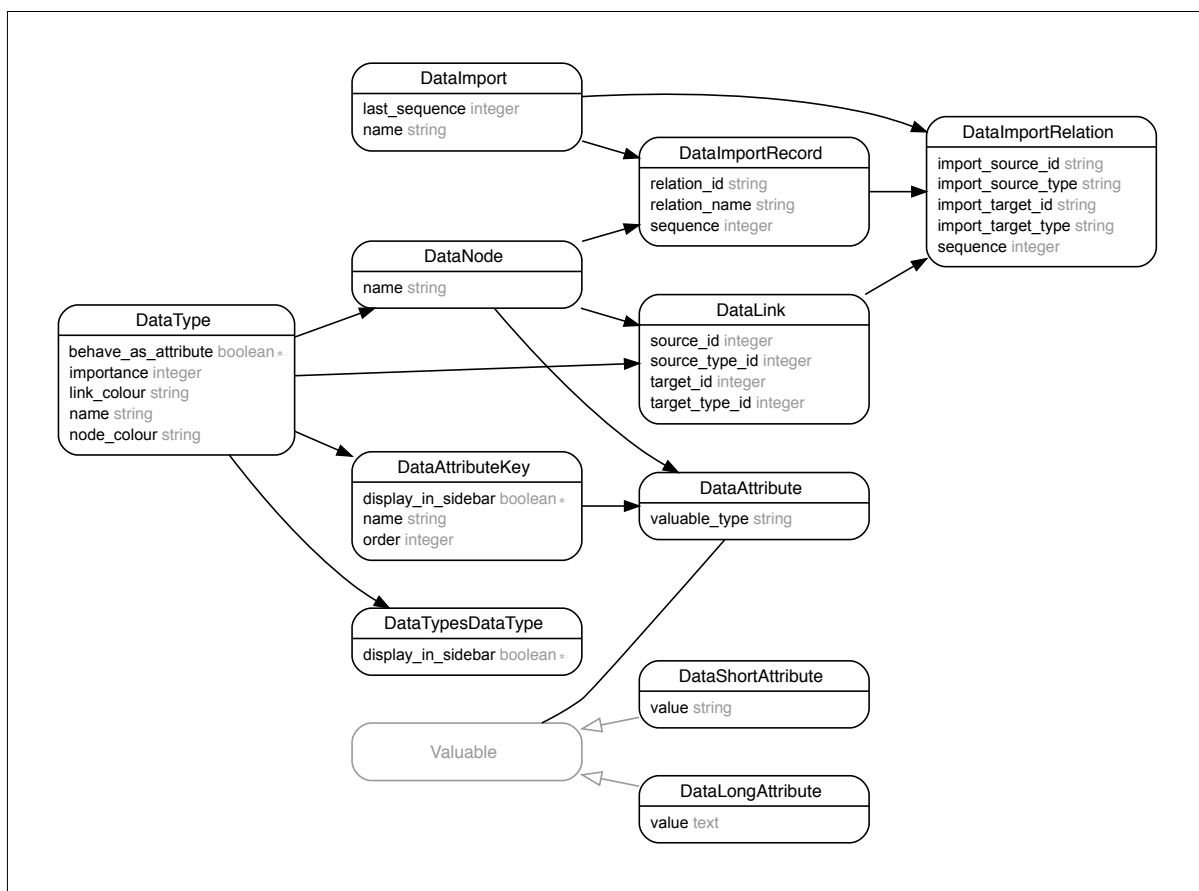 DataImport
last_sequence integer
name string
DataImportRecord
relation_id string
relation_name string
sequence integer
DataImportRelation
import_source_id string
import_source_type string
import_target_id string
import_target_type string
sequence integer
DataNode
name string
DataType
behave_as_attribute boolean *
importance integer
link_colour string
name string
node_colour string
DataLink
source_id integer
source_type_id integer
target_id integer
target_type_id integer
DataAttributeKey
display_in_sidebar boolean *
name string
order integer
DataAttribute
valuable_type string
DataTypesDataType
display_in_sidebar boolean *
DataShortAttribute
value string
Valuable
DataLongAttribute
value text